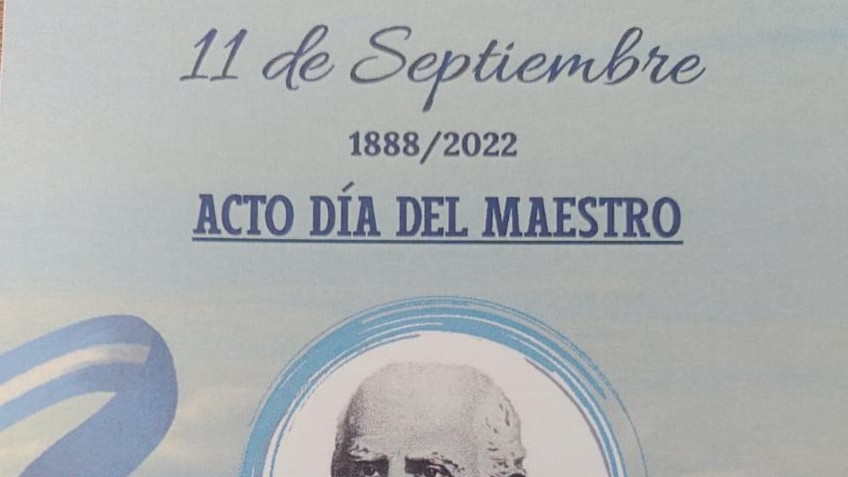 11 de Septiembre
1888/2022
ACTO DÍA DEL MAESTRO